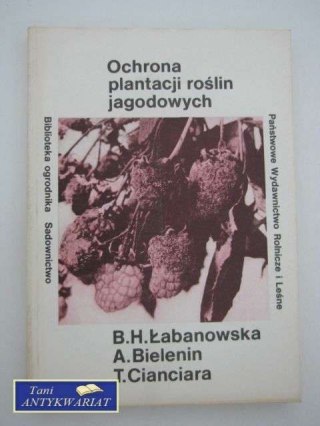 Ochrona
plantacji roślin
jagodowych
Biblioteka ogrodnika Sadownictwo
Państwowe Wydawnictwo Rolnicze i Leśne
B.H.Łabanowska
A.Bielenin
T.Cianciara
Tani
ANTYKWARIAT